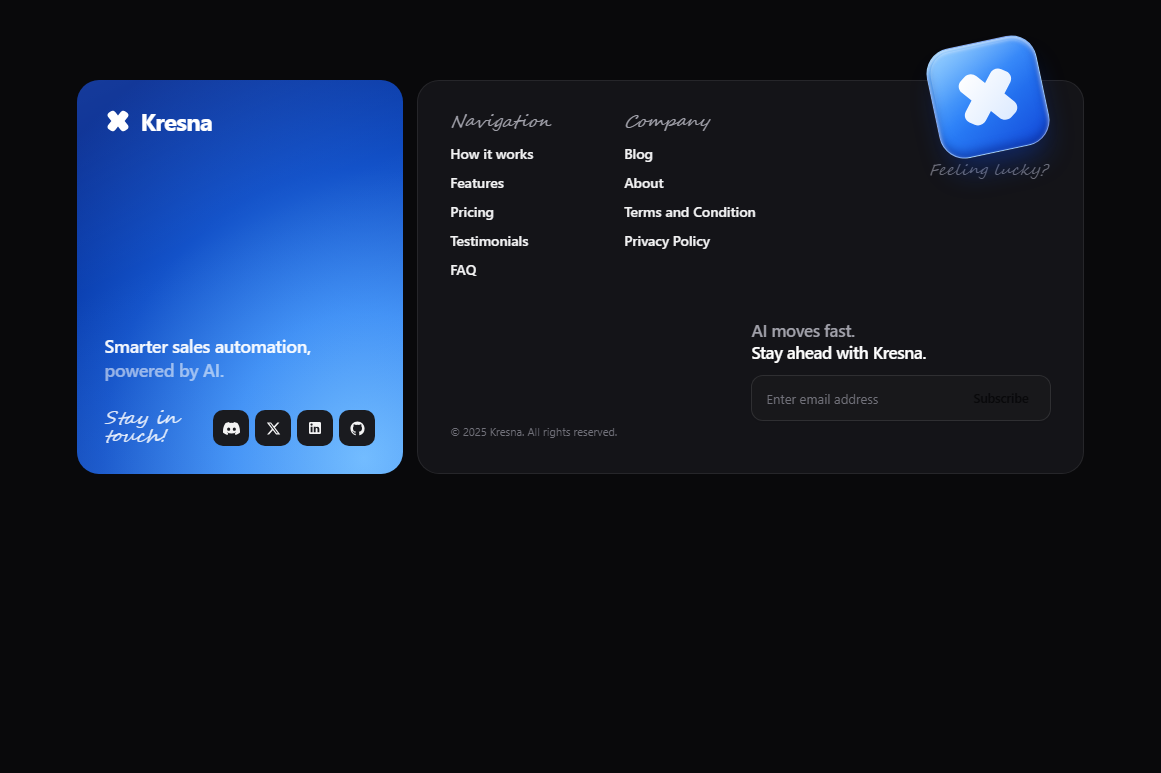 Kresna
Smarter sales automation,
powered by AI.
Stay in
touch!
Navigation
How it works
Features
Pricing
Testimonials
FAQ
Company
Blog
About
Terms and Condition
Privacy Policy
Feeling lucky?
AI moves fast.
Stay ahead with Kresna.
Enter email address
Subscribe
© 2025 Kresna. All rights reserved.